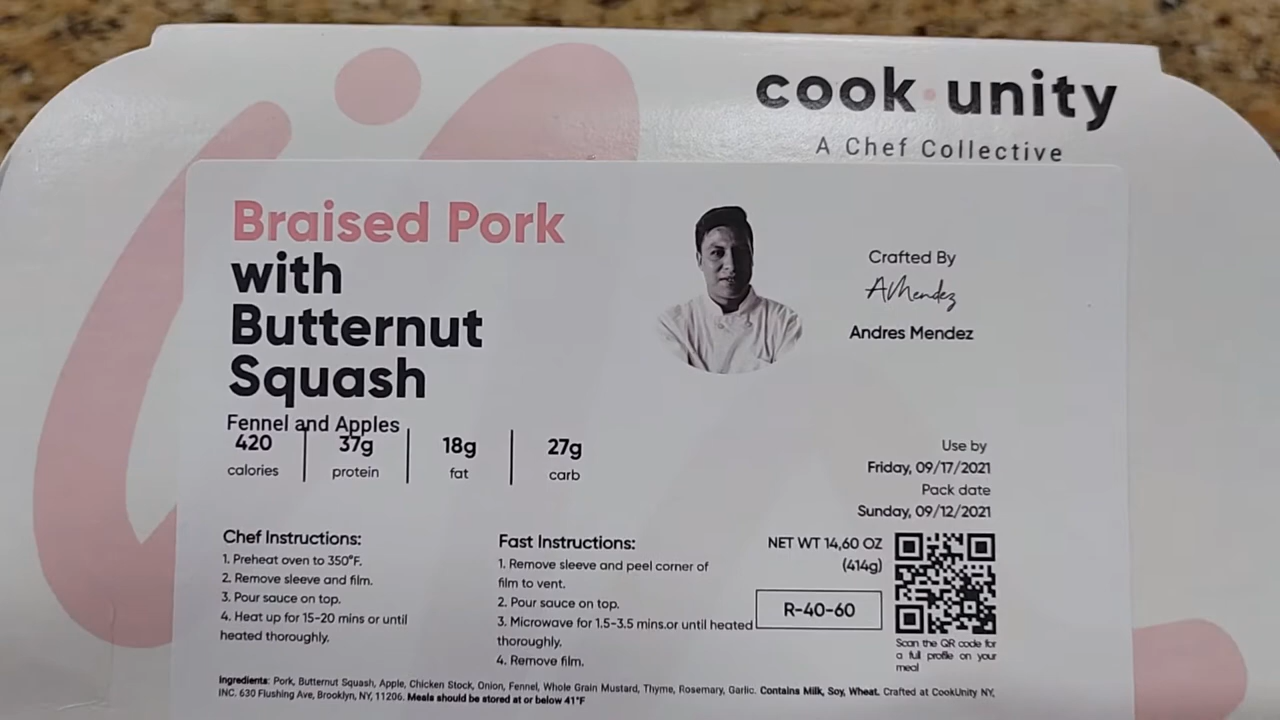 cook·unity
A Chef Collective
Braised Pork
with
Butternut
Squash
Fennel and Apples
420 37g 18g 27g
calories protein fat carb
Crafted By
AMendez
Andres Mendez
Use by
Friday, 09/17/2021
Pack date
Sunday, 09/12/2021
Chef Instructions:
1. Preheat oven to 350°F.
2. Remove sleeve and film.
3. Pour sauce on top.
4. Heat up for 15-20 mins or until
heated thoroughly.
Fast Instructions:
1. Remove sleeve and peel corner of
film to vent.
2. Pour sauce on top.
3. Microwave for 1.5-3.5 mins.or until heated
thoroughly.
4. Remove film.
NET WT 14,60 OZ
(414g)
R-40-60
Scan the QR code for
a full profile on your
meal
Ingredients: Pork, Butternut Squash, Apple, Chicken Stock, Onion, Fennel, Whole Grain Mustard, Thyme, Rosemary, Garlic. Contains Milk, Soy, Wheat. Crafted at CookUnity NY,
INC. 630 Flushing Ave, Brooklyn, NY, 11206. Meals should be stored at or below 41°F